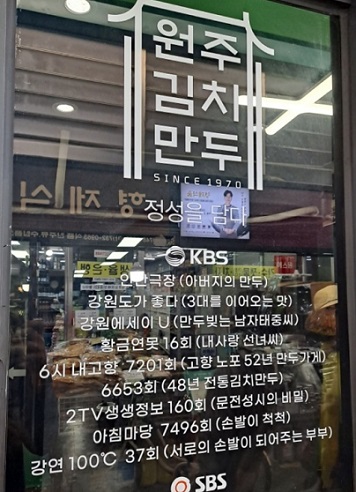 원주
김치
만두
SINCE 1970
정성을 담다
KBS
인간극장 (아버지의 만두)
강원도가 좋다 (3대를 이어오는 맛)
강원에세이 U (만두빚는 남자태중씨)
황금연못 16회 (내사랑 선녀씨)
6시 내고향 7201회 (고향 노포 52년 만두가게)
6653회 (48년 전통김치만두)
2TV생생정보 160회 (문전성시의 비밀)
아침마당 7496회 (손발이 척척)
강연 100℃ 37회 (서로의 손발이 되어주는 부부)
SBS
형제식